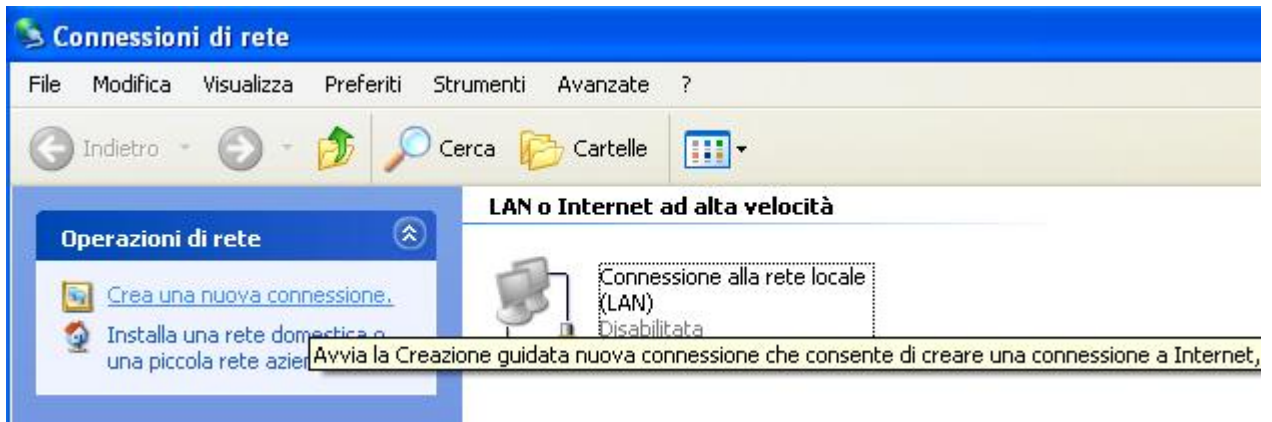 Connessioni di rete
File Modifica Visualizza Preferiti Strumenti Avanzate ?
Indietro Cerca Cartelle
Operazioni di rete
Crea una nuova connessione.
Installa una rete domestica o
una piccola rete
LAN o Internet ad alta velocità
Connessione alla rete locale
(LAN)
Disabilitata
Avvia la Creazione guidata nuova connessione che consente di creare una connessione a Internet,